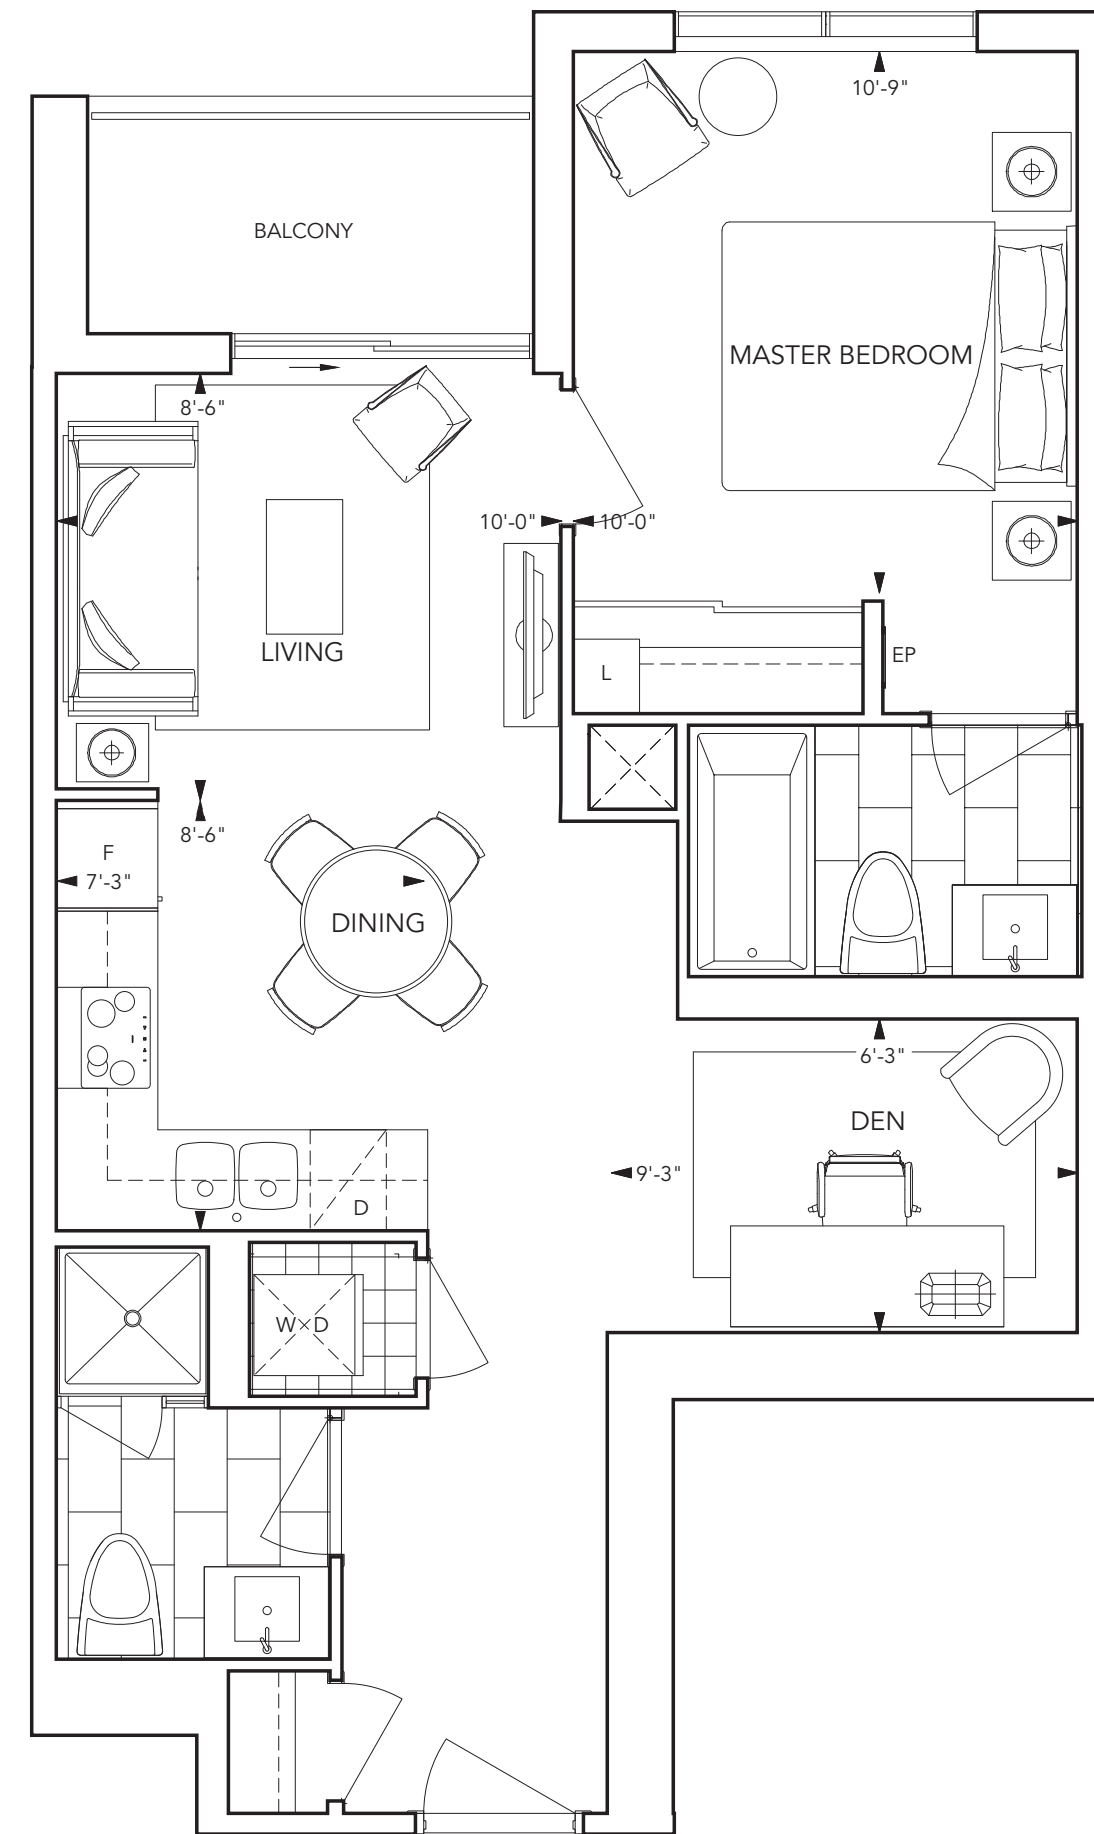 10'-9"
BALCONY
MASTER BEDROOM
8'-6"
10'-0"
10'-0"
LIVING
EP
L
8'-6"
F
7'-3"
DINING
6'-3"
DEN
9'-3"
D
W D